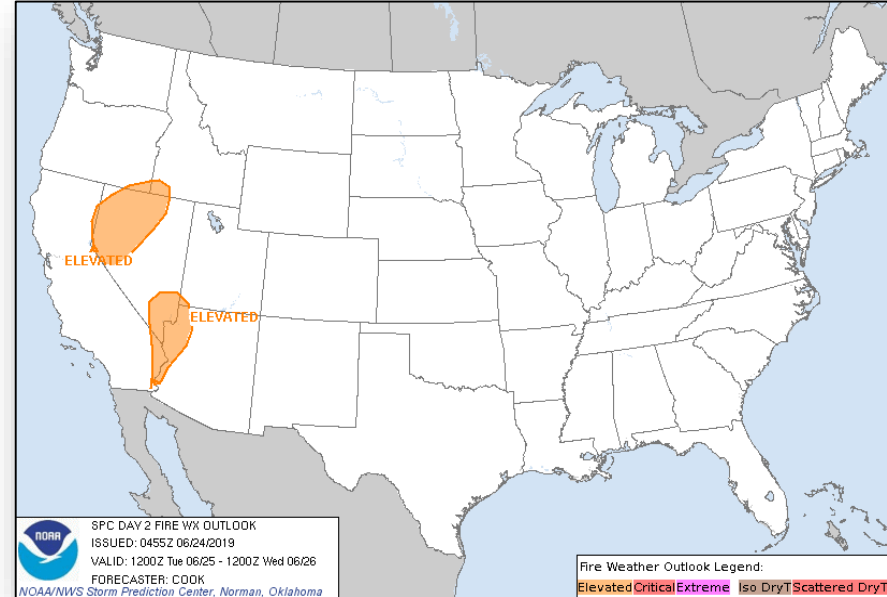 ELEVATED
ELEVATED
NOAA
SPC DAY 2 FIRE WX OUTLOOK
ISSUED: 0455Z 06/24/2019
VALID: 1200Z Tue 06/25 - 1200Z Wed 06/26
FORECASTER: COOK
NOAA/NWS Storm Prediction Center, Norman, Oklahoma
Fire Weather Outlook Legend:
Elevated Critical Extreme Iso DryT Scattered DryT